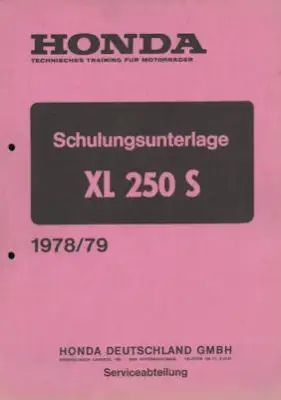 HONDA
TECHNISCHES TRAINING FÜR MOTORRÄDER
Schulungsunterlage
XL 250 S
1978/79
HONDA DEUTSCHLAND GMBH
Serviceabteilung